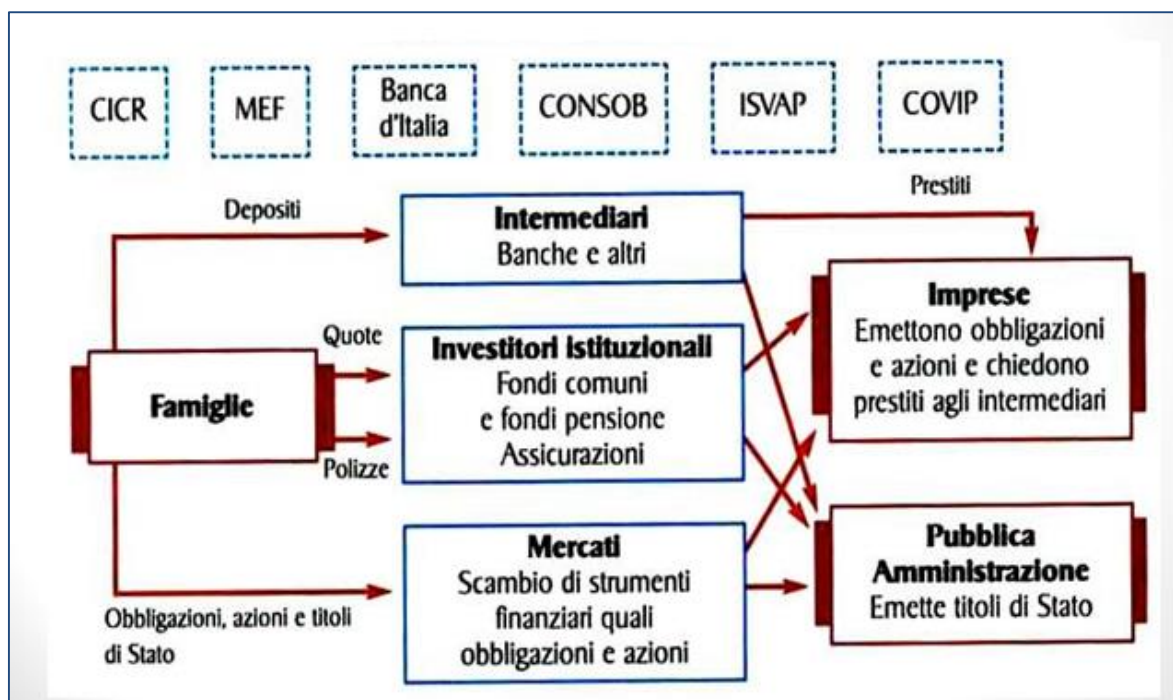 CICR
MEF
Banca
d'Italia
CONSOB
ISVAP
COVIP
Depositi
Intermediari
Banche e altri
Prestiti
Famiglie
Quote
Polizze
Investitori istituzionali
Fondi comuni
e fondi pensione
Assicurazioni
Imprese
Emettono obbligazioni
e azioni e chiedono
prestiti agli intermediari
Obbligazioni, azioni e titoli
di Stato
Mercati
Scambio di strumenti
finanziari quali
obbligazioni e azioni
Pubblica
Amministrazione
Emette titoli di Stato